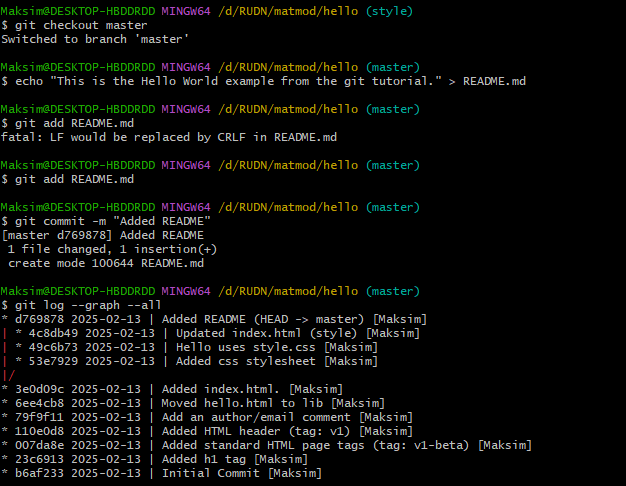 Maksim@DESKTOP-HBDDRDD MINGW64 /d/RUDN/matmod/hello (style)
$ git checkout master
Switched to branch 'master'

Maksim@DESKTOP-HBDDRDD MINGW64 /d/RUDN/matmod/hello (master)
$ echo "This is the Hello World example from the git tutorial." > README.md

Maksim@DESKTOP-HBDDRDD MINGW64 /d/RUDN/matmod/hello (master)
$ git add README.md
fatal: LF would be replaced by CRLF in README.md

Maksim@DESKTOP-HBDDRDD MINGW64 /d/RUDN/matmod/hello (master)
$ git add README.md

Maksim@DESKTOP-HBDDRDD MINGW64 /d/RUDN/matmod/hello (master)
$ git commit -m "Added README"
[master d769878] Added README
 1 file changed, 1 insertion(+)
 create mode 100644 README.md

Maksim@DESKTOP-HBDDRDD MINGW64 /d/RUDN/matmod/hello (master)
$ git log --graph --all
* d769878 2025-02-13 | Added README (HEAD -> master) [Maksim]
| * 4c8db49 2025-02-13 | Updated index.html (style) [Maksim]
| * 49c6b73 2025-02-13 | Hello uses style.css [Maksim]
| * 53e7929 2025-02-13 | Added css stylesheet [Maksim]
|/
* 3e0d09c 2025-02-13 | Added index.html. [Maksim]
* 6ee4cb8 2025-02-13 | Moved hello.html to lib [Maksim]
* 79f9f11 2025-02-13 | Add an author/email comment [Maksim]
* 110e0d8 2025-02-13 | Added HTML header (tag: v1) [Maksim]
* 007da8e 2025-02-13 | Added standard HTML page tags (tag: v1-beta) [Maksim]
* 23c6913 2025-02-13 | Added h1 tag [Maksim]
* b6af233 2025-02-13 | Initial Commit [Maksim]